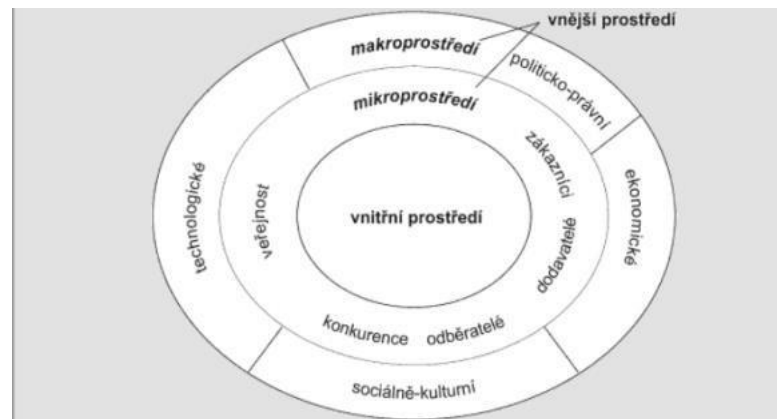 vnější prostředí
makroprostředí
politicko-právní
mikroprostředí
zákazníci
technologické
veřejnost
vnitřní prostředí
ekonomické
dodavatelé
konkurence
odběratelé
sociálně-kulturní